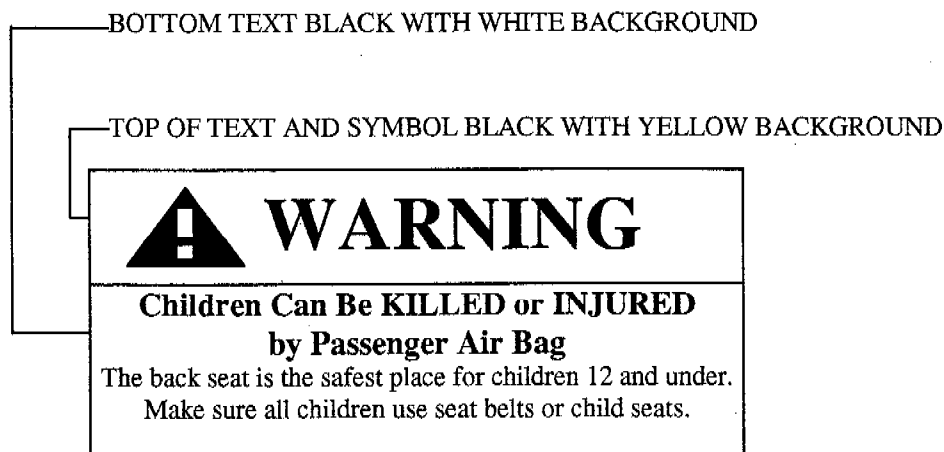 BOTTOM TEXT BLACK WITH WHITE BACKGROUND
TOP OF TEXT AND SYMBOL BLACK WITH YELLOW BACKGROUND
WARNING
Children Can Be KILLED or INJURED
by Passenger Air Bag
The back seat is the safest place for children 12 and under.
Make sure all children use seat belts or child seats.